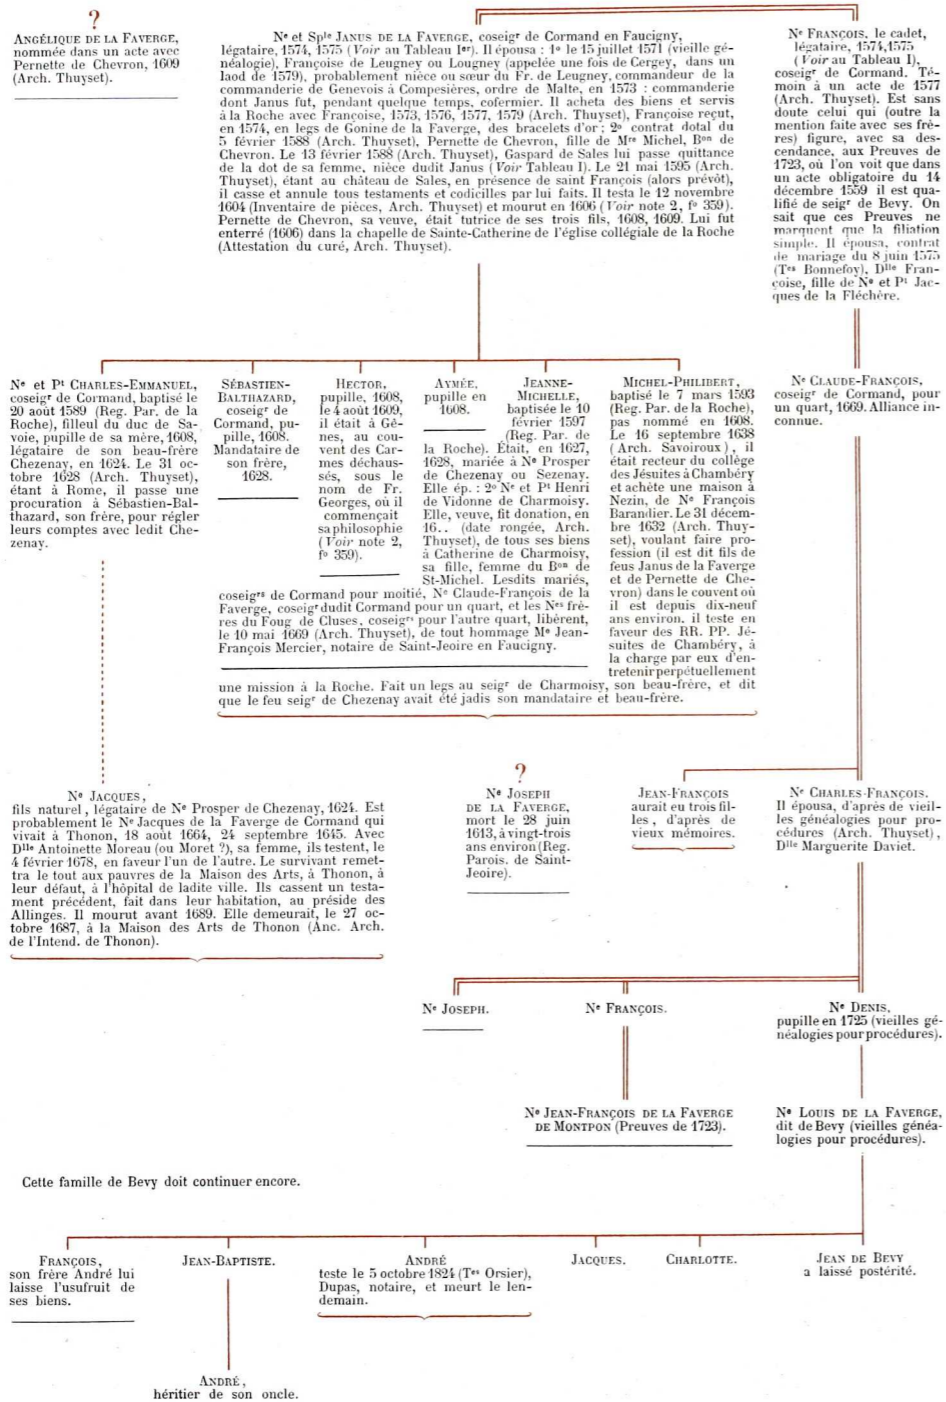 ?
ANGÉLIQUE DE LA FAVERGE,
nommée dans un acte avec
Pernette de Chevron, 1609
(Arch. Thuyset).
Nᵉ et Spˡᵉ JANUS DE LA FAVERGE, coseigʳ de Cormand en Faucigny,
légataire, 1574, 1575 (Voir au Tableau Iᵉʳ). Il épousa : 1º le 15 juillet 1571 (vieille gé-
néalogie), Françoise de Leugney ou Lougney (appelée une fois de Cergey, dans un
laod de 1579), probablement nièce ou sœur du Fr. de Leugney, commandeur de la
commanderie de Genevois à Compesières, ordre de Malte, en 1573 : commanderie
dont Janus fut, pendant quelque temps, cofermier. Il acheta des biens et servis
à la Roche avec Françoise, 1573, 1576, 1577, 1579 (Arch. Thuyset), Françoise reçut,
en 1574, en legs de Gonine de la Faverge, des bracelets d'or ; 2º contrat dotal du
5 février 1588 (Arch. Thuyset), Pernette de Chevron, fille de Mʳᵉ Michel, Bᵒⁿ de
Chevron. Le 13 février 1588 (Arch. Thuyset), Gaspard de Sales lui passe quittance
de la dot de sa femme, nièce dudit Janus (Voir Tableau I). Le 21 mai 1595 (Arch.
Thuyset), étant au château de Sales, en présence de saint François (alors prévôt),
il casse et annule tous testaments et codicilles par lui faits. Il testa le 12 novembre
1604 (Inventaire de pièces, Arch. Thuyset) et mourut en 1606 (Voir note 2, fº 359).
Pernette de Chevron, sa veuve, était tutrice de ses trois fils, 1608, 1609. Lui fut
enterré (1606) dans la chapelle de Sainte-Catherine de l'église collégiale de la Roche
(Attestation du curé, Arch. Thuyset).
Nᵉ FRANÇOIS, le cadet,
légataire, 1574, 1575
(Voir au Tableau I),
coseigʳ de Cormand. Té-
moin à un acte de 1577
(Arch. Thuyset). Est sans
doute celui qui (outre la
mention faite avec ses frè-
res) figure, avec sa des-
cendance, aux Preuves de
1723, où l'on voit que dans
un acte obligatoire du 14
décembre 1559 il est qua-
lifié de seigʳ de Bevy. On
sait que ces Preuves ne
marquent que la filiation
simple. Il épousa, contrat
de mariage du 8 juin 1575
(Tᵉˢ Bonnefoy), Dˡˡᵉ Fran-
çoise, fille de Nᵉ et Pᵗ Jac-
ques de la Fléchère.
Nᵉ et Pᵗ CHARLES-EMMANUEL,
coseigʳ de Cormand, baptisé le
20 août 1589 (Reg. Par. de la
Roche), filleul du duc de Sa-
voie, pupille de sa mère, 1608,
légataire de son beau-frère
Chezenay, en 1624. Le 31 oc-
tobre 1628 (Arch. Thuyset),
étant à Rome, il passe une
procuration à Sébastien-Bal-
thazard, son frère, pour régler
leurs comptes avec ledit Che-
zenay.
SÉBASTIEN-
BALTHAZARD,
coseigʳ de
Cormand, pu-
pille, 1608.
Mandataire de
son frère,
1628.
HECTOR,
pupille, 1608,
le 4 août 1609,
il était à Gê-
nes, au cou-
vent des Car-
mes déchaus-
sés, sous le
nom de Fr.
Georges, où il
commençait
sa philosophie
(Voir note 2,
fº 359).
AYMÉE,
pupille en
1608.
JEANNE-
MICHELLE,
baptisée le 10
février 1597
(Reg. Par. de
la Roche). Était, en 1627,
1628, mariée à Nᵉ Prosper
de Chezenay ou Sezenay.
Elle ép. : 2º Nᵉ et Pᵗ Henri
de Vidonne de Charmoisy.
Elle, veuve, fit donation, en
16.. (date rongée, Arch.
Thuyset), de tous ses biens
à Catherine de Charmoisy,
sa fille, femme du Bᵒⁿ de
St-Michel. Lesdits mariés,
coseigʳˢ de Cormand pour moitié, Nᵉ Claude-François de la
Faverge, coseigʳ dudit Cormand pour un quart, et les Nᵉˢ frè-
res du Foug de Cluses, coseigʳˢ pour l'autre quart, libèrent,
le 10 mai 1669 (Arch. Thuyset), de tout hommage Mᵉ Jean-
François Mercier, notaire de Saint-Jeoire en Faucigny.
MICHEL-PHILIBERT,
baptisé le 7 mars 1593
(Reg. Par. de la Roche),
pas nommé en 1608.
Le 16 septembre 1638
(Arch. Savoiroux), il
était recteur du collège
des Jésuites à Chambéry
et achète une maison à
Nezin, de Nᵉ François
Barandier. Le 31 décem-
bre 1632 (Arch. Thuy-
set), voulant faire pro-
fession (il est dit fils de
feus Janus de la Faverge
et de Pernette de Che-
vron) dans le couvent où
il est depuis dix-neuf
ans environ, il teste en
faveur des RR. PP. Jé-
suites de Chambéry, à
la charge par eux d'en-
tretenir perpétuellement
une mission à la Roche. Fait un legs au seigʳ de Charmoisy, son beau-frère, et dit
que le feu seigʳ de Chezenay avait été jadis son mandataire et beau-frère.
Nᵉ CLAUDE-FRANÇOIS,
coseigʳ de Cormand, pour
un quart, 1669. Alliance in-
connue.
Nᵉ JACQUES,
fils naturel, légataire de Nᵉ Prosper de Chezenay, 1624. Est
probablement le Nᵉ Jacques de la Faverge de Cormand qui
vivait à Thonon, 18 août 1664, 24 septembre 1645. Avec
Dˡˡᵉ Antoinette Moreau (ou Moret ?), sa femme, ils testent, le
4 février 1678, en faveur l'un de l'autre. Le survivant remet-
tra le tout aux pauvres de la Maison des Arts, à Thonon, à
leur défaut, à l'hôpital de ladite ville. Ils cassent un testa-
ment précédent, fait dans leur habitation, au préside des
Allinges. Il mourut avant 1689. Elle demeurait, le 27 oc-
tobre 1687, à la Maison des Arts de Thonon (Anc. Arch.
de l'Intend. de Thonon).
?
Nᵉ JOSEPH
DE LA FAVERGE,
mort le 28 juin
1613, à vingt-trois
ans environ (Reg.
Parois. de Saint-
Jeoire).
JEAN-FRANÇOIS
aurait eu trois fil-
les, d'après de
vieux mémoires.
Nᵉ CHARLES-FRANÇOIS.
Il épousa, d'après de vieil-
les généalogies pour pro-
cédures (Arch. Thuyset),
Dˡˡᵉ Marguerite Daviet.
Nᵉ JOSEPH.
Nᵉ FRANÇOIS.
Nᵉ DENIS,
pupille en 1725 (vieilles gé-
néalogies pour procédures).
Nᵉ JEAN-FRANÇOIS DE LA FAVERGE
DE MONTPON (Preuves de 1723).
Nᵉ LOUIS DE LA FAVERGE,
dit de Bevy (vieilles généa-
logies pour procédures).
Cette famille de Bevy doit continuer encore.
FRANÇOIS,
son frère André lui
laisse l'usufruit de
ses biens.
JEAN-BAPTISTE.
ANDRÉ
teste le 5 octobre 1824 (Tᵉˢ Orsier),
Dupas, notaire, et meurt le len-
demain.
JACQUES.
CHARLOTTE.
JEAN DE BEVY
a laissé postérité.
ANDRÉ,
héritier de son oncle.